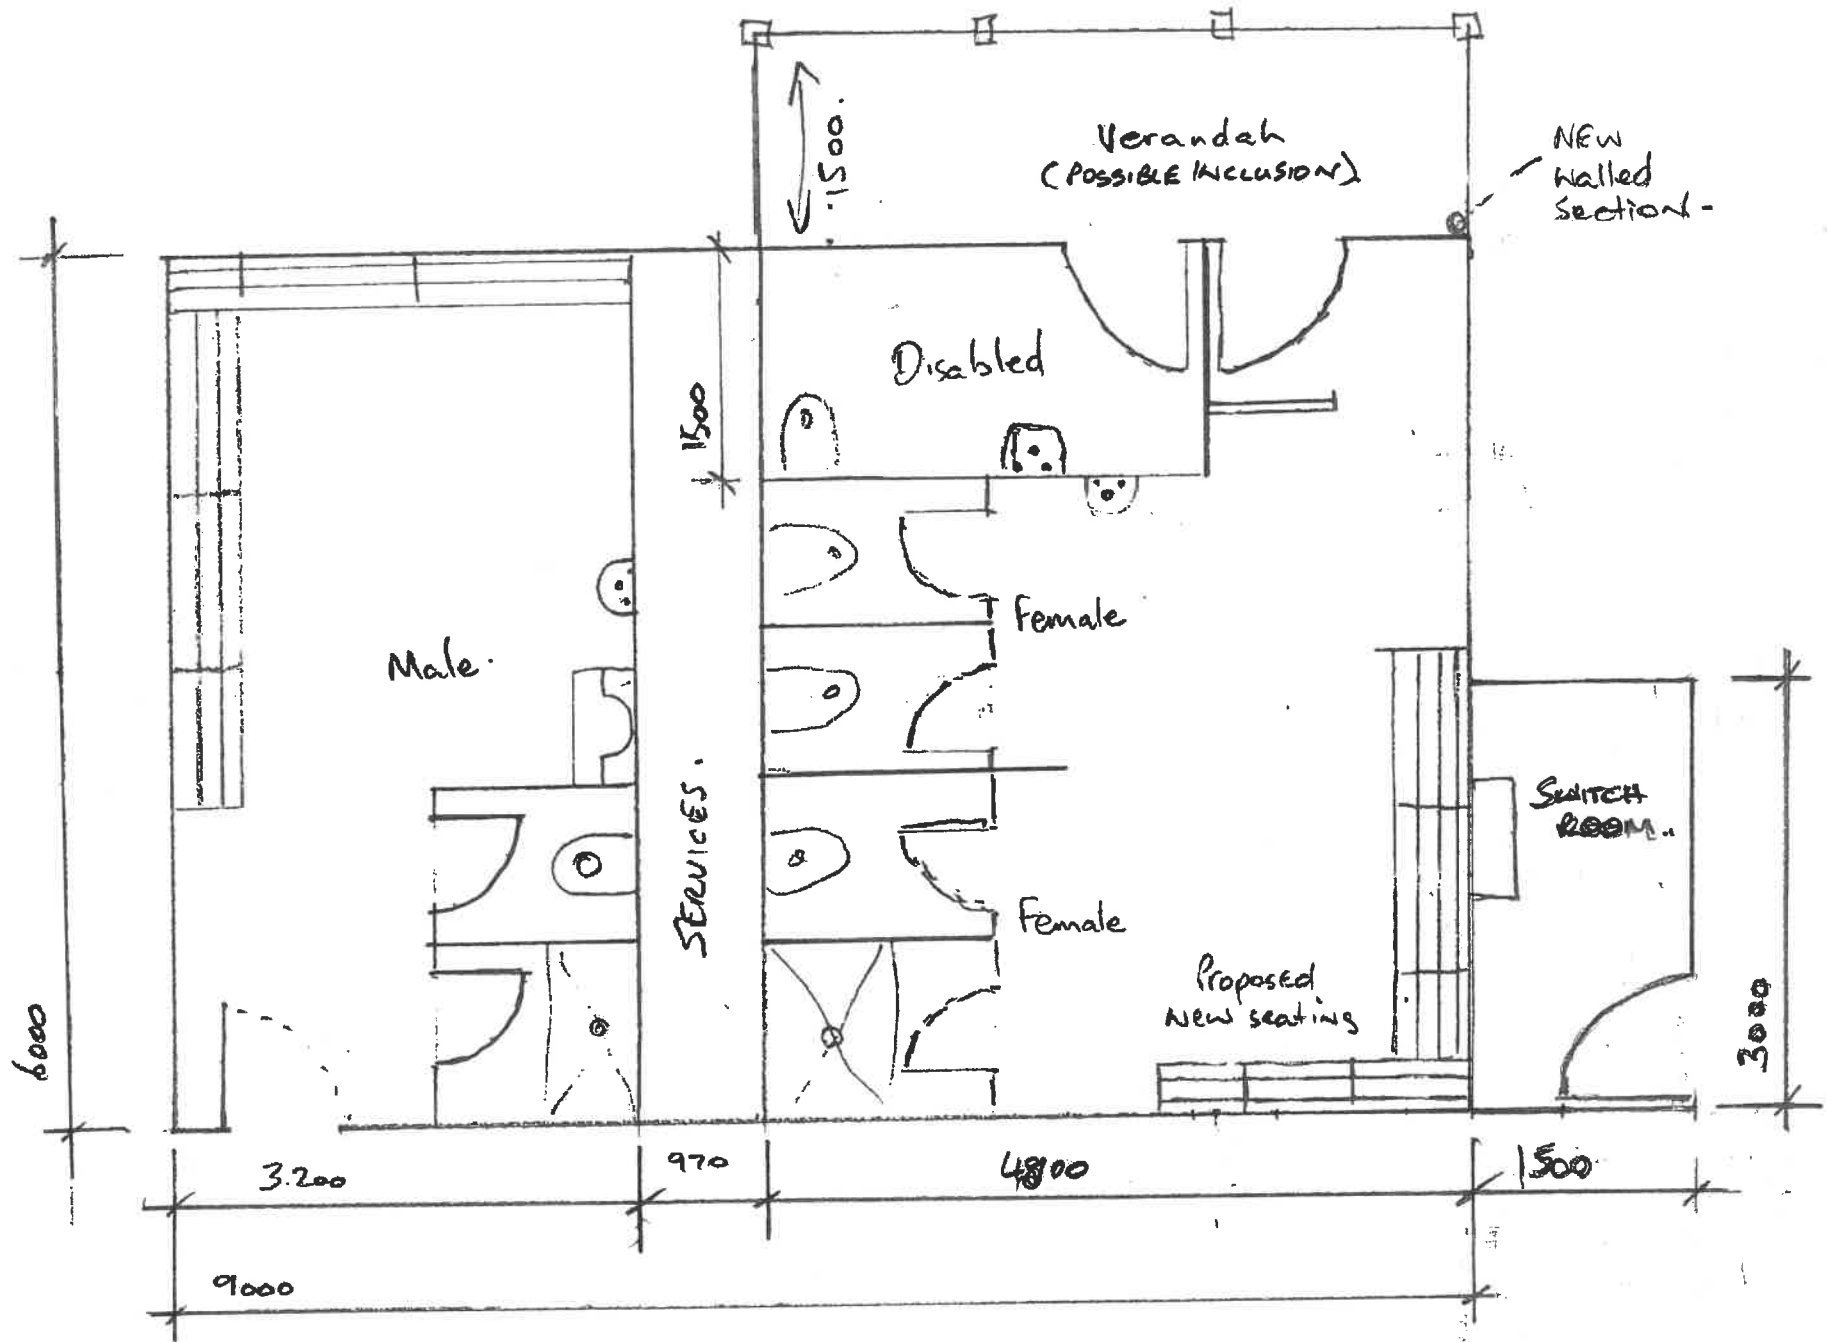 1500.
Verandah
(POSSIBLE INCLUSION)
NEW
Walled
Section-
Disabled
1500
Female
Male.
SERVICES.
SWITCH
ROOM.
Female
Proposed
New seating
6000
3000
3.200
970
1500
9000